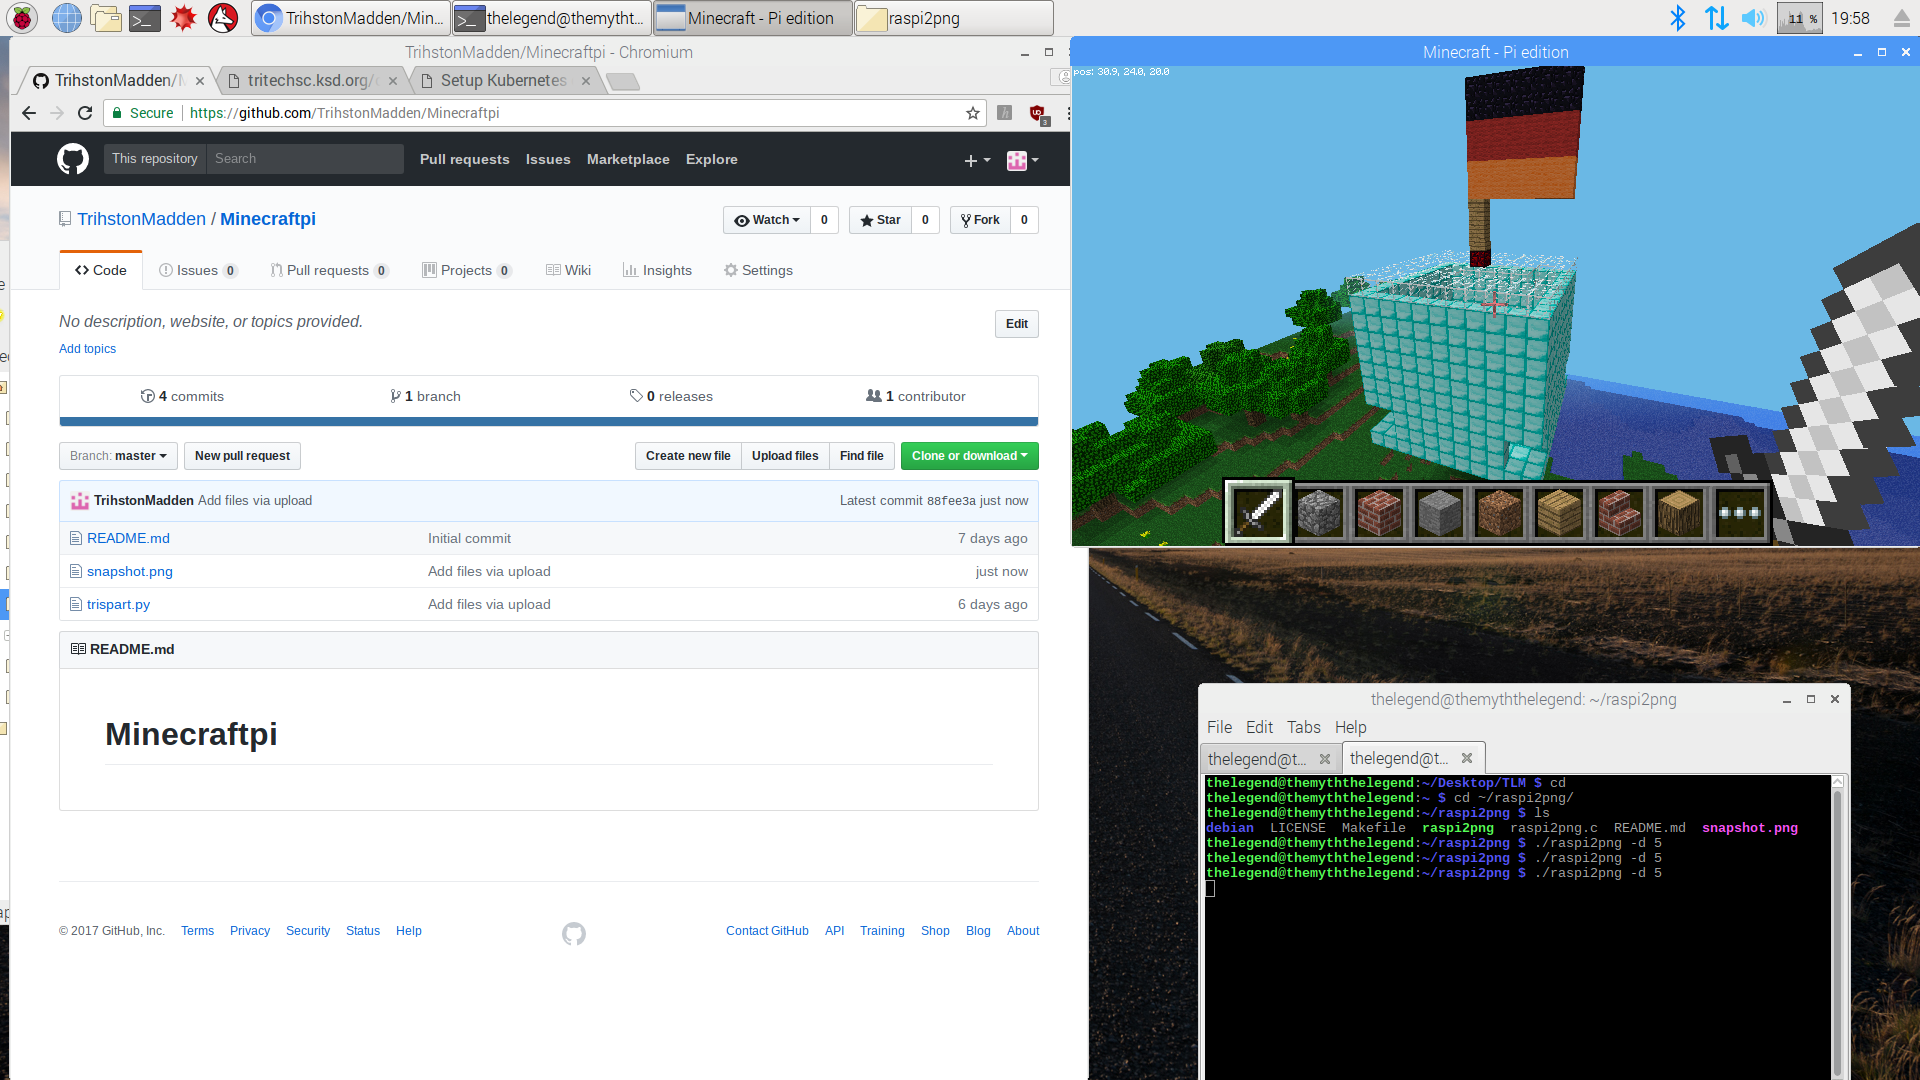 TrihstonMadden/Min...
thelegend@themytht...
Minecraft - Pi edition
raspi2png
11 %
19:58
TrihstonMadden/Minecraftpi - Chromium
TrihstonMadden/M
tritechsc.ksd.org/
Setup Kubernetes
Secure
https://github.com/TrihstonMadden/Minecraftpi
3
This repository
Search
Pull requests
Issues
Marketplace
Explore
TrihstonMadden / Minecraftpi
Watch 0
Star 0
Fork 0
Code
Issues 0
Pull requests 0
Projects 0
Wiki
Insights
Settings
No description, website, or topics provided.
Edit
Add topics
4 commits
1 branch
0 releases
1 contributor
Branch: master
New pull request
Create new file
Upload files
Find file
Clone or download
TrihstonMadden Add files via upload
Latest commit 88fee3a just now
README.md Initial commit 7 days ago
snapshot.png Add files via upload just now
trispart.py Add files via upload 6 days ago
README.md
Minecraftpi
© 2017 GitHub, Inc. Terms Privacy Security Status Help
Contact GitHub API Training Shop Blog About
Minecraft - Pi edition
pos: 30.9, 24.0, 20.0
thelegend@themyththelegend: ~/raspi2png
File Edit Tabs Help
thelegend@t...
thelegend@t...
thelegend@themyththelegend:~/Desktop/TLM $ cd
thelegend@themyththelegend:~ $ cd ~/raspi2png/
thelegend@themyththelegend:~/raspi2png $ ls
debian LICENSE Makefile raspi2png raspi2png.c README.md snapshot.png
thelegend@themyththelegend:~/raspi2png $ ./raspi2png -d 5
thelegend@themyththelegend:~/raspi2png $ ./raspi2png -d 5
thelegend@themyththelegend:~/raspi2png $ ./raspi2png -d 5